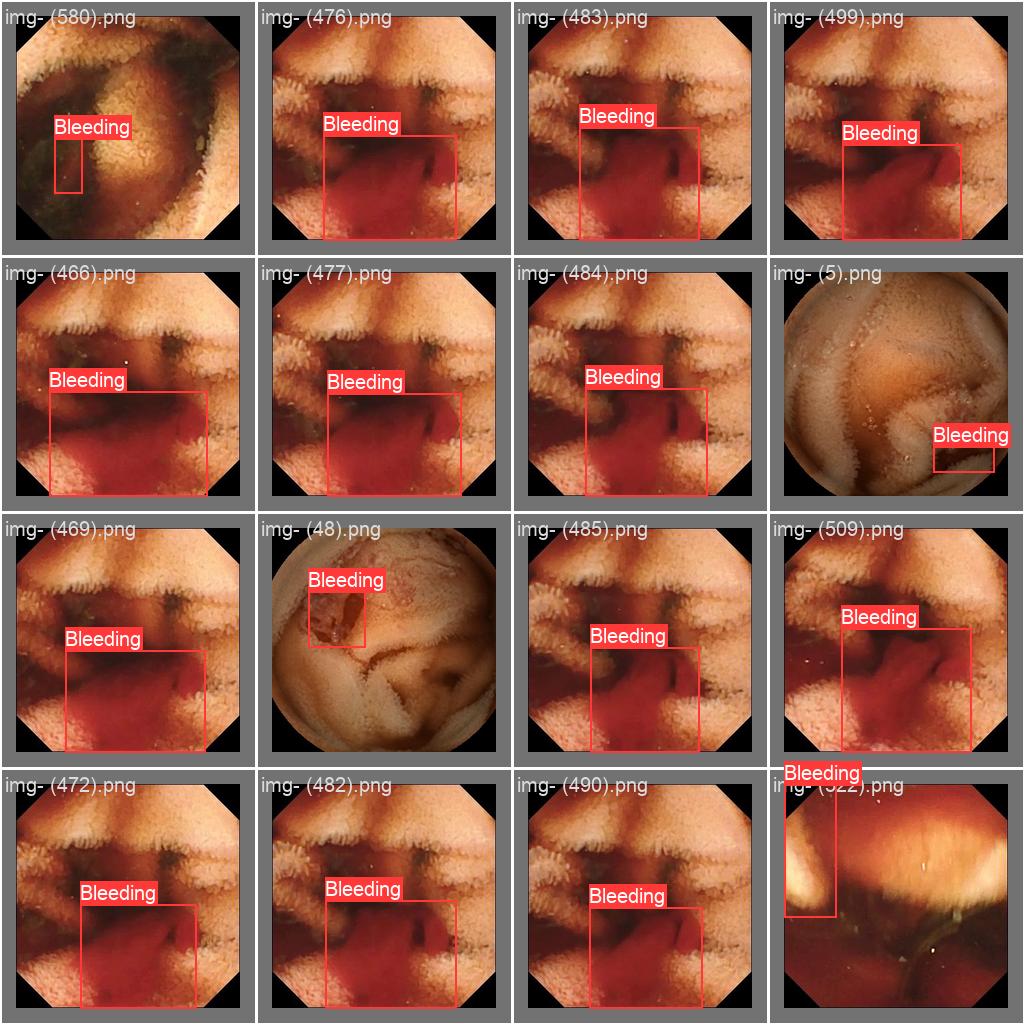 img- (580).png
Bleeding
img- (476).png
Bleeding
img- (483).png
Bleeding
img- (499).png
Bleeding
img- (466).png
Bleeding
img- (477).png
Bleeding
img- (484).png
Bleeding
img- (5).png
Bleeding
img- (469).png
Bleeding
img- (48).png
Bleeding
img- (485).png
Bleeding
img- (509).png
Bleeding
img- (472).png
Bleeding
img- (482).png
Bleeding
img- (490).png
Bleeding
Bleeding
img- (522).png